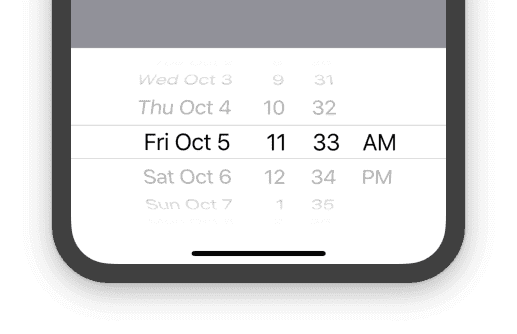 Wed Oct 3 9 31
Thu Oct 4 10 32
Fri Oct 5 11 33 AM
Sat Oct 6 12 34 PM
Sun Oct 7 1 35